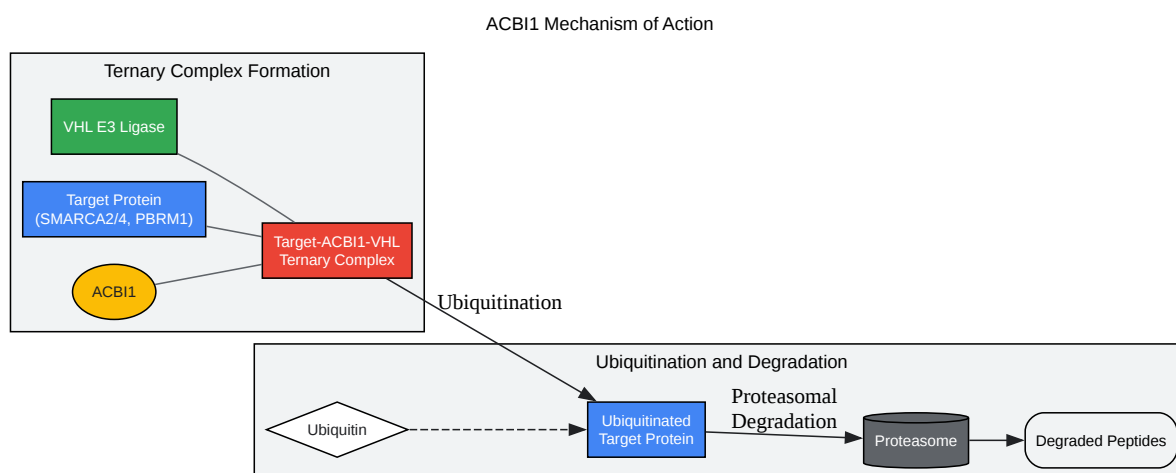 ACBI1 Mechanism of Action
Ternary Complex Formation
VHL E3 Ligase
Target Protein
(SMARCA2/4, PBRM1)
Target-ACBI1-VHL
Ternary Complex
ACBI1
Ubiquitination
Ubiquitination and Degradation
Ubiquitin
Ubiquitinated
Target Protein
Proteasomal
Degradation
Proteasome
Degraded Peptides